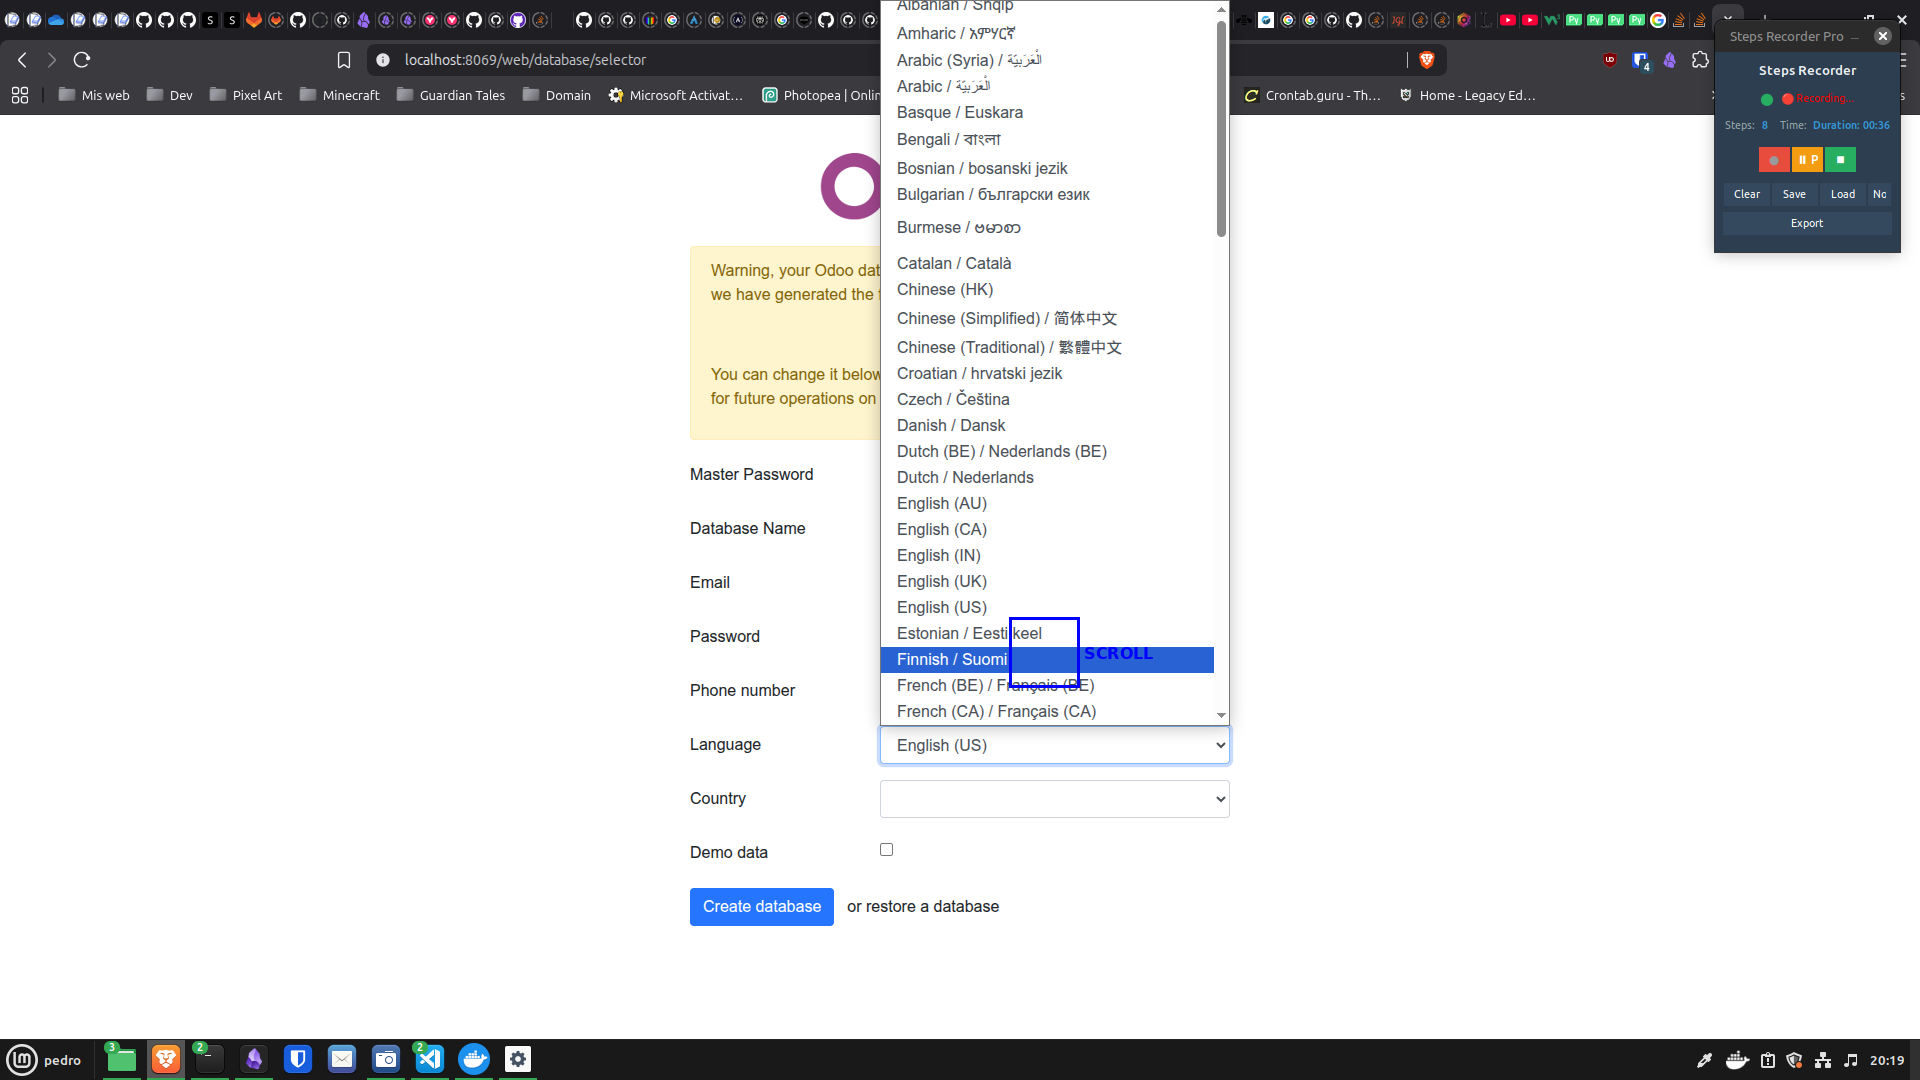 localhost:8069/web/database/selector
4
Mis web
Dev
Pixel Art
Minecraft
Guardian Tales
Domain
Microsoft Activat...
Photopea | Onlin
Crontab.guru - Th...
Home - Legacy Ed...
Steps Recorder Pro
Steps Recorder
Recording...
Steps: 8 Time: Duration: 00:36
P
Clear Save Load No
Export
Albanian / Shqip
Amharic / አምሃርኛ
Arabic (Syria) / الْعَرَبيّة
Arabic / الْعَرَبيّة
Basque / Euskara
Bengali / বাংলা
Bosnian / bosanski jezik
Bulgarian / български език
Burmese / ဗမာစာ
Catalan / Català
Chinese (HK)
Chinese (Simplified) / 简体中文
Chinese (Traditional) / 繁體中文
Croatian / hrvatski jezik
Czech / Čeština
Danish / Dansk
Dutch (BE) / Nederlands (BE)
Dutch / Nederlands
English (AU)
English (CA)
English (IN)
English (UK)
English (US)
Estonian / Eesti keel
Finnish / Suomi
SCROLL
French (BE) / Français (BE)
French (CA) / Français (CA)
Warning, your Odoo dat
we have generated the
You can change it below
for future operations on
Master Password
Database Name
Email
Password
Phone number
Language
English (US)
Country
Demo data
Create database or restore a database
pedro
3
2
2
20:19